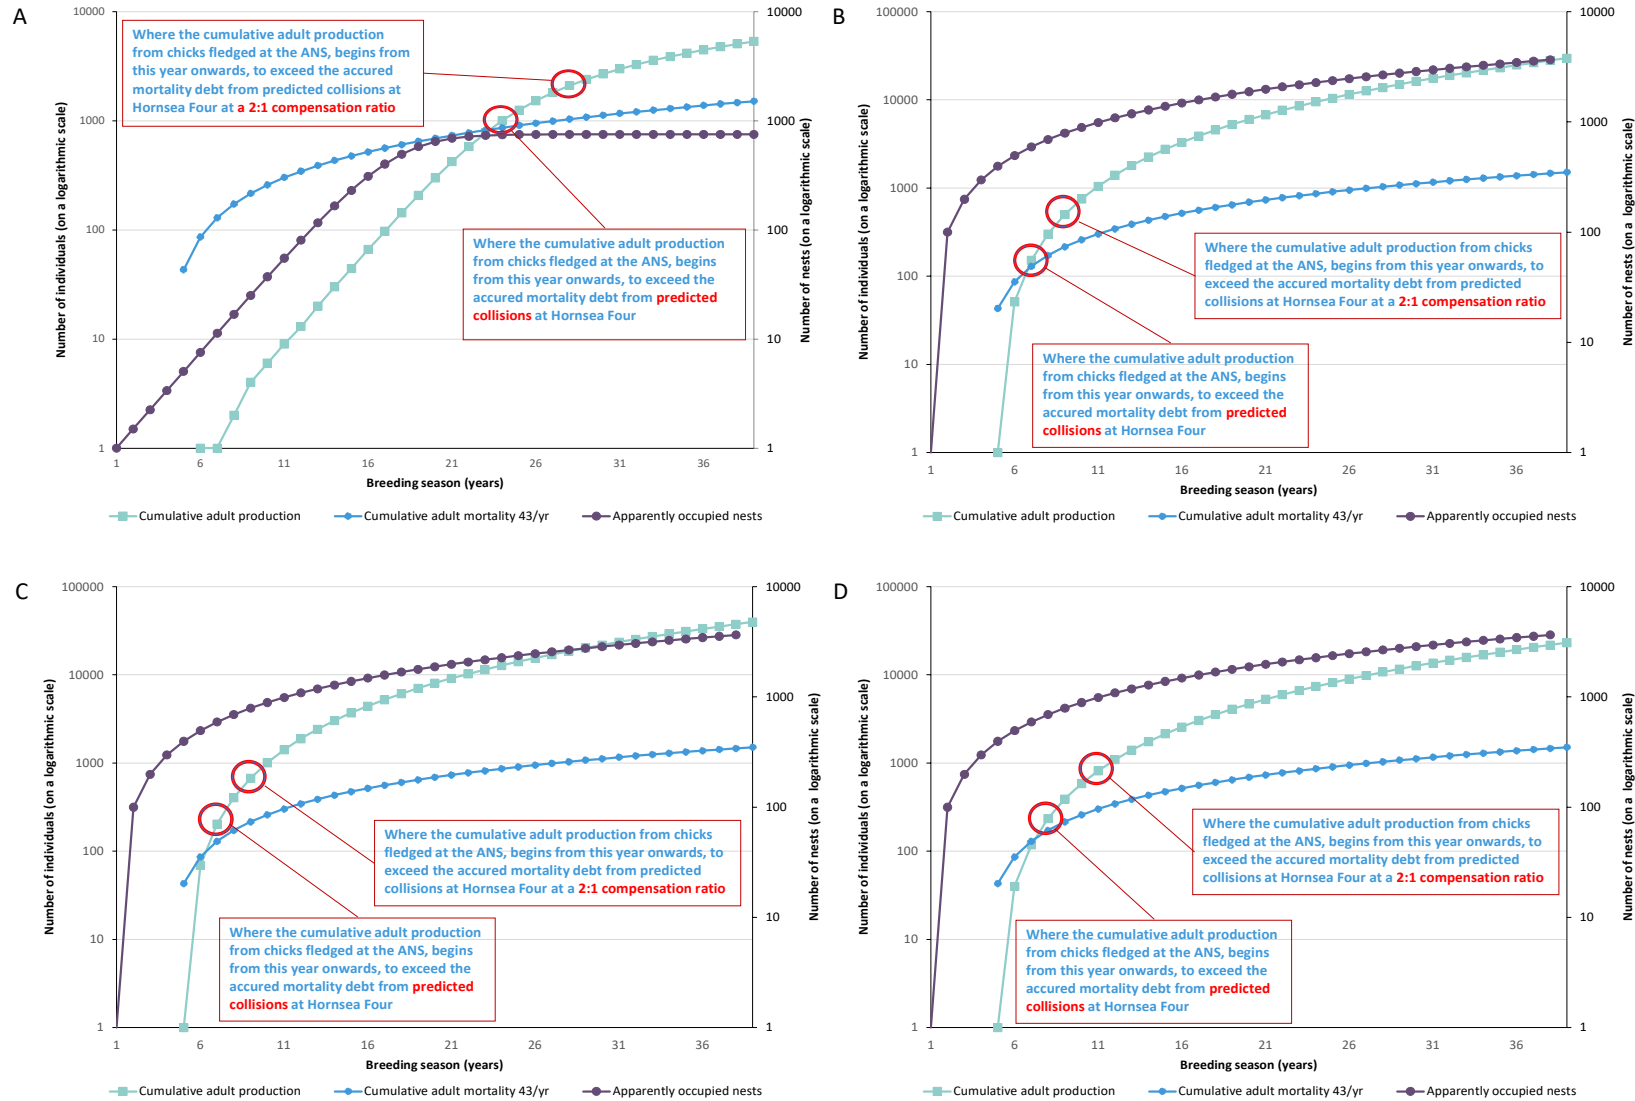 A
10000
1000
100
10
1
Number of individuals (on a logarithmic scale)
Where the cumulative adult production
from chicks fledged at the ANS, begins from
this year onwards, to exceed the accured
mortality debt from predicted collisions at
Hornsea Four at a 2:1 compensation ratio
Where the cumulative adult production
from chicks fledged at the ANS, begins
from this year onwards, to exceed the
accured mortality debt from predicted
collisions at Hornsea Four
10000
1000
100
10
1
Number of nests (on a logarithmic scale)
1 6 11 16 21 26 31 36
Breeding season (years)
Cumulative adult production Cumulative adult mortality 43/yr Apparently occupied nests
B
100000
10000
1000
100
10
1
Number of individuals (on a logarithmic scale)
Where the cumulative adult production from chicks
fledged at the ANS, begins from this year onwards, to
exceed the accured mortality debt from predicted
collisions at Hornsea Four at a 2:1 compensation ratio
Where the cumulative adult production
from chicks fledged at the ANS, begins
from this year onwards, to exceed the
accured mortality debt from predicted
collisions at Hornsea Four
10000
1000
100
10
1
Number of nests (on a logarithmic scale)
1 6 11 16 21 26 31 36
Breeding season (years)
Cumulative adult production Cumulative adult mortality 43/yr Apparently occupied nests
C
100000
10000
1000
100
10
1
Number of individuals (on a logarithmic scale)
Where the cumulative adult production from chicks
fledged at the ANS, begins from this year onwards, to
exceed the accured mortality debt from predicted
collisions at Hornsea Four at a 2:1 compensation ratio
Where the cumulative adult production
from chicks fledged at the ANS, begins
from this year onwards, to exceed the
accured mortality debt from predicted
collisions at Hornsea Four
10000
1000
100
10
1
Number of nests (on a logarithmic scale)
1 6 11 16 21 26 31 36
Breeding season (years)
Cumulative adult production Cumulative adult mortality 43/yr Apparently occupied nests
D
100000
10000
1000
100
10
1
Number of individuals (on a logarithmic scale)
Where the cumulative adult production from chicks
fledged at the ANS, begins from this year onwards, to
exceed the accured mortality debt from predicted
collisions at Hornsea Four at a 2:1 compensation ratio
Where the cumulative adult production
from chicks fledged at the ANS, begins
from this year onwards, to exceed the
accured mortality debt from predicted
collisions at Hornsea Four
10000
1000
100
10
1
Number of nests (on a logarithmic scale)
1 6 11 16 21 26 31 36
Breeding season (years)
Cumulative adult production Cumulative adult mortality 43/yr Apparently occupied nests